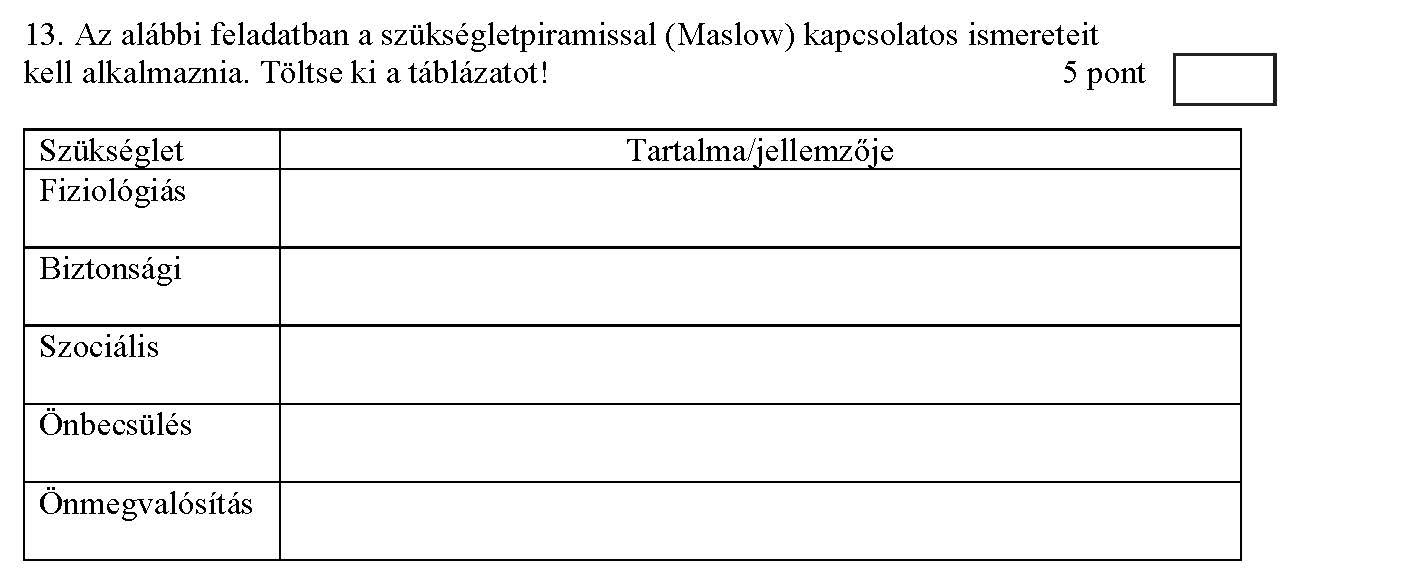 13. Az alábbi feladatban a szükségletpiramissal (Maslow) kapcsolatos ismereteit
kell alkalmaznia. Töltse ki a táblázatot! 5 pont
Szükséglet Tartalma/jellemzője
Fiziológiás
Biztonsági
Szociális
Önbecsülés
Önmegvalósítás